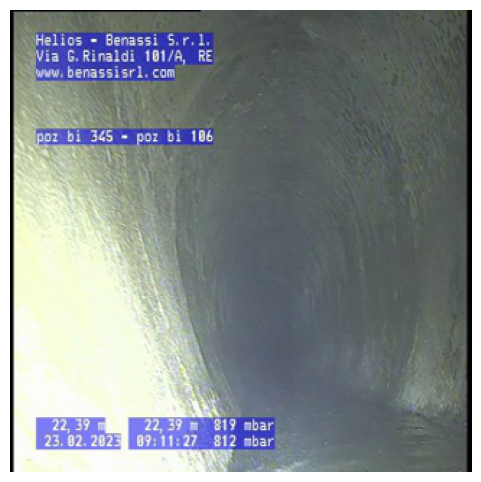 Helios - Benassi S.r.l.
Via G.Rinaldi 101/A, RE
www.benassisrl.com
poz bi 345 - poz bi 106
22,39 m 22,39 m 819 mbar
23.02.2023 09:11:27 812 mbar